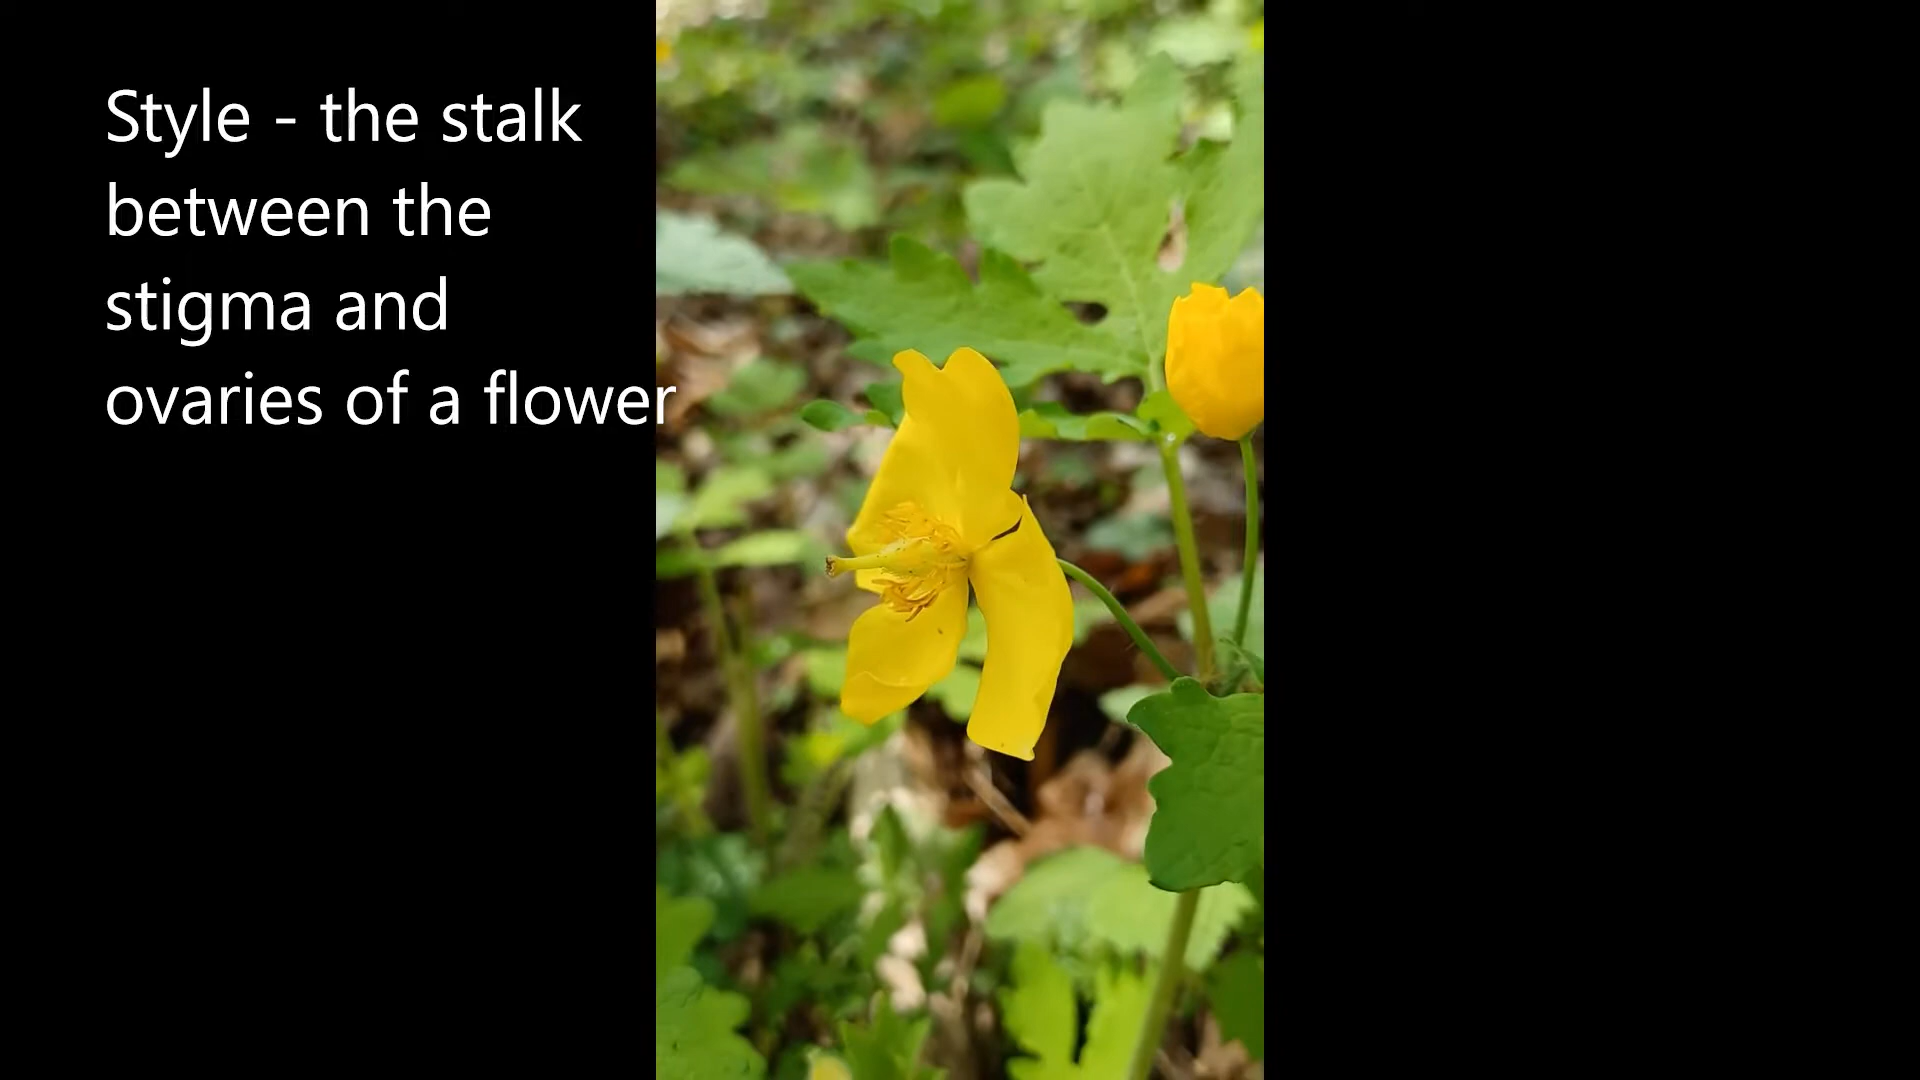 Style - the stalk
between the
stigma and
ovaries of a flower